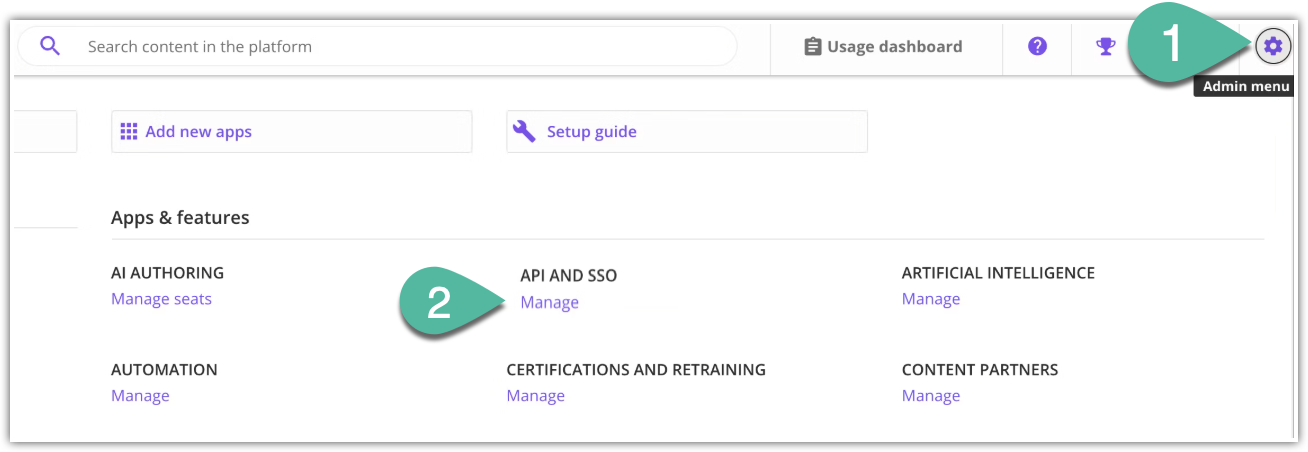 Search content in the platform
Usage dashboard
?
1
Admin menu
Add new apps
Setup guide
Apps & features
AI AUTHORING
Manage seats
2
API AND SSO
Manage
ARTIFICIAL INTELLIGENCE
Manage
AUTOMATION
Manage
CERTIFICATIONS AND RETRAINING
Manage
CONTENT PARTNERS
Manage